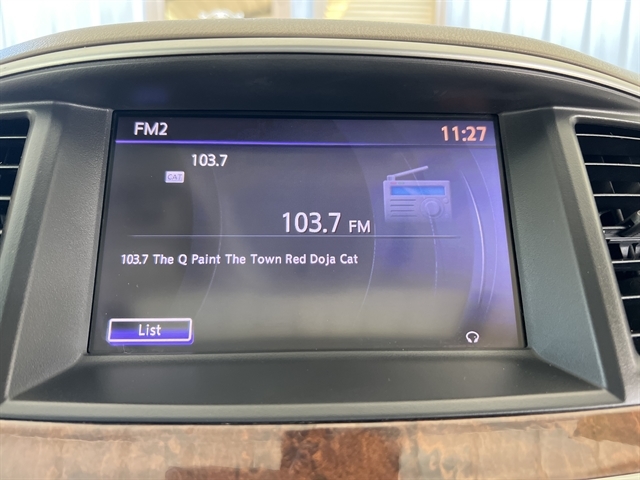 FM2 11:27
103.7
CAT
103.7 FM
103.7 The Q Paint The Town Red Doja Cat
List